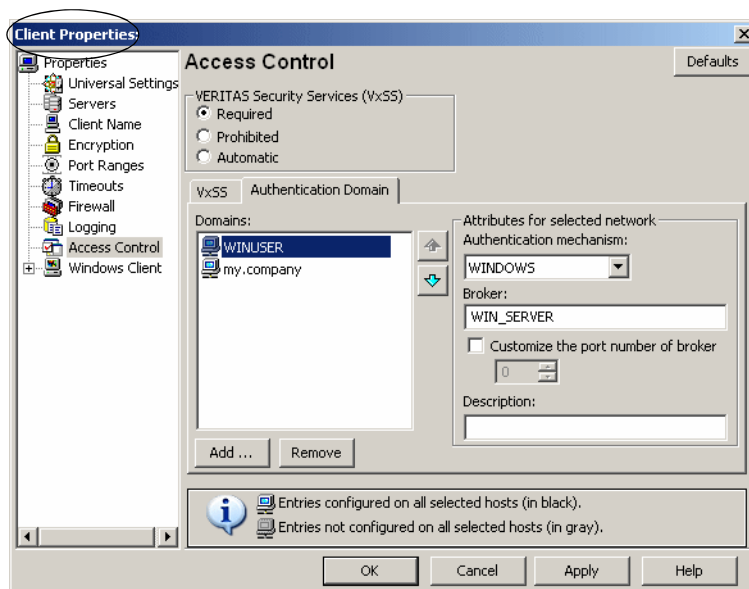 Client Properties:
Properties
Universal Settings
Servers
Client Name
Encryption
Port Ranges
Timeouts
Firewall
Logging
Access Control
Windows Client
Access Control
Defaults
VERITAS Security Services (VxSS)
Required
Prohibited
Automatic
VxSS
Authentication Domain
Domains:
WINUSER
my.company
Add ...
Remove
Attributes for selected network
Authentication mechanism:
WINDOWS
Broker:
WIN_SERVER
Customize the port number of broker
0
Description:
Entries configured on all selected hosts (in black).
Entries not configured on all selected hosts (in gray).
OK
Cancel
Apply
Help